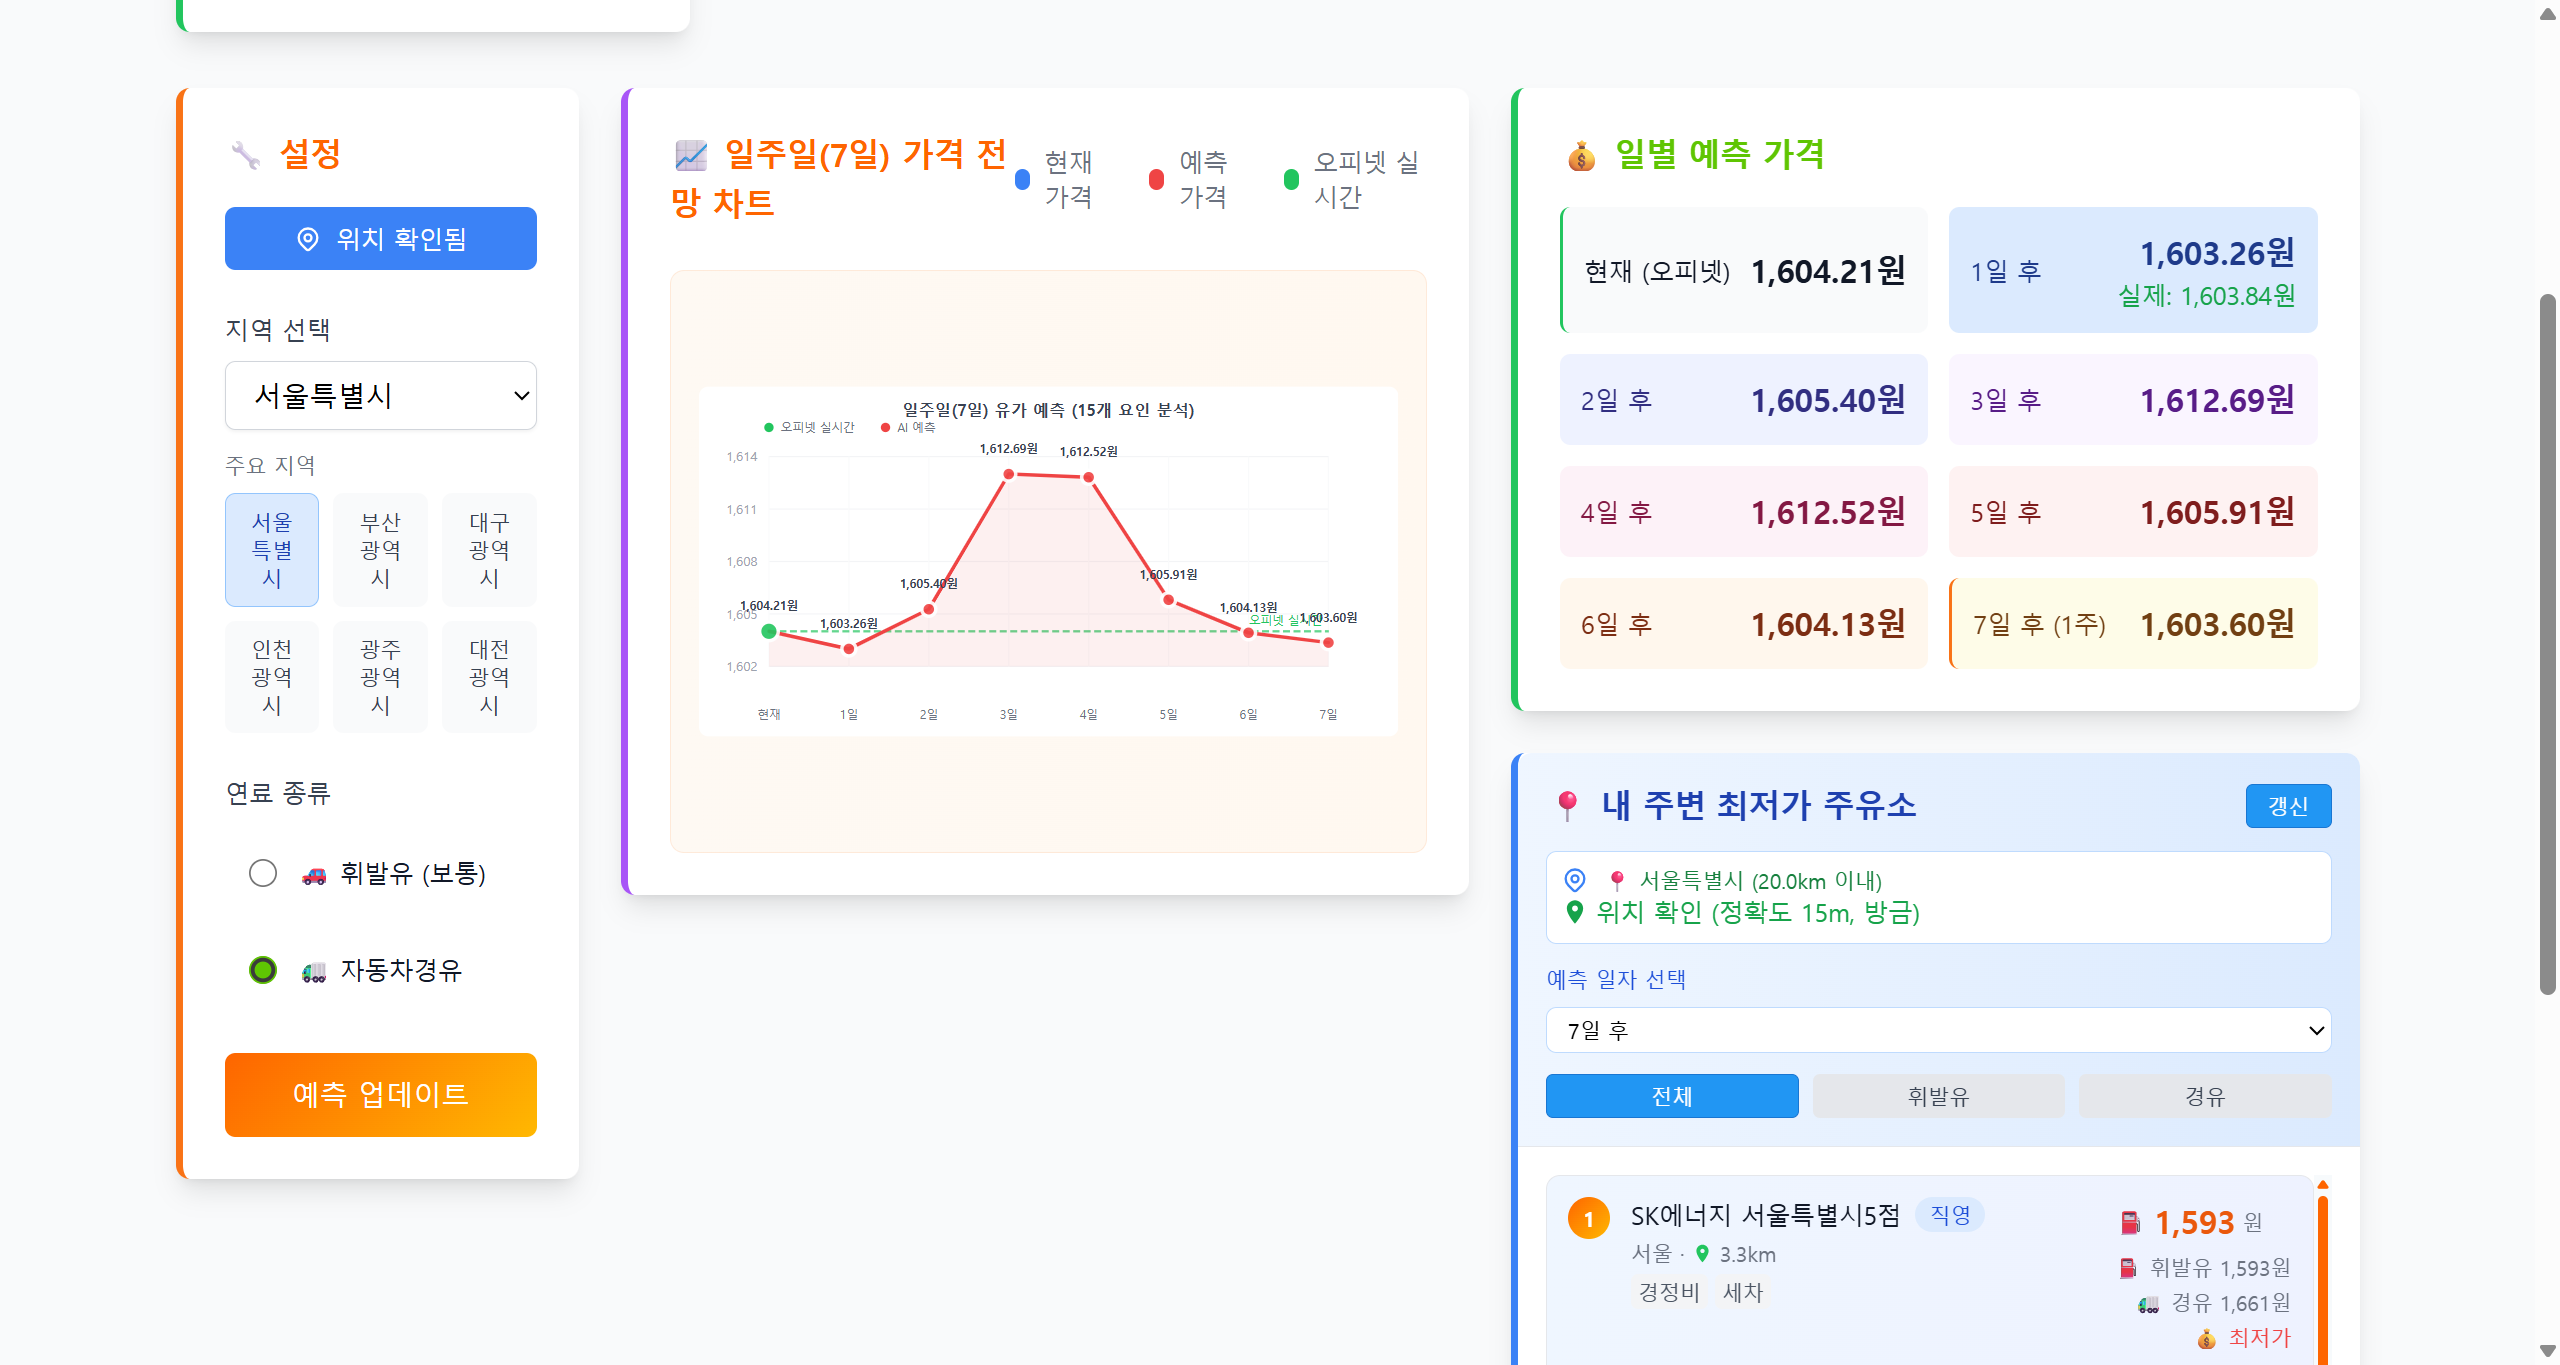 설정
위치 확인됨
지역 선택
서울특별시
주요 지역
서울
특별
시
부산
광역
시
대구
광역
시
인천
광역
시
광주
광역
시
대전
광역
시
연료 종류
휘발유 (보통)
자동차경유
예측 업데이트
일주일(7일) 가격 전
망 차트
현재
가격
예측
가격
오피넷 실
시간
일주일(7일) 유가 예측 (15개 요인 분석)
오피넷 실시간
AI 예측
1,614
1,611
1,608
1,605
1,602
1,604.21원
1,603.26원
1,605.40원
1,612.69원
1,612.52원
1,605.91원
1,604.13원
1,603.60원
오피넷 실시간
현재
1일
2일
3일
4일
5일
6일
7일
일별 예측 가격
현재 (오피넷) 1,604.21원
1일 후 1,603.26원
실제: 1,603.84원
2일 후 1,605.40원
3일 후 1,612.69원
4일 후 1,612.52원
5일 후 1,605.91원
6일 후 1,604.13원
7일 후 (1주) 1,603.60원
내 주변 최저가 주유소
갱신
서울특별시 (20.0km 이내)
위치 확인 (정확도 15m, 방금)
예측 일자 선택
7일 후
전체
휘발유
경유
1
SK에너지 서울특별시5점
직영
서울 · 3.3km
경정비 세차
1,593 원
휘발유 1,593원
경유 1,661원
최저가